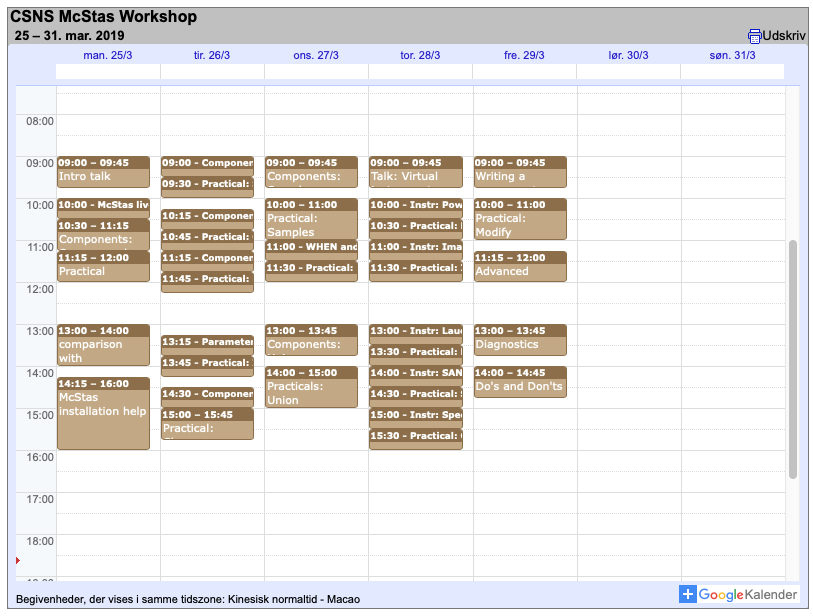 CSNS McStas Workshop
25 – 31. mar. 2019
Udskriv
man. 25/3 tir. 26/3 ons. 27/3 tor. 28/3 fre. 29/3 lør. 30/3 søn. 31/3
08:00
09:00
10:00
11:00
12:00
13:00
14:00
15:00
16:00
17:00
18:00
09:00 – 09:45
Intro talk
10:00 - McStas liv
10:30 – 11:15
Components:
11:15 – 12:00
Practical
13:00 – 14:00
comparison
with
14:15 – 16:00
McStas
installation help
09:00 - Componen
09:30 - Practical:
10:15 - Componen
10:45 - Practical:
11:15 - Componen
11:45 - Practical:
13:15 - Parameter
13:45 - Practical:
14:30 - Componen
15:00 – 15:45
Practical:
09:00 – 09:45
Components:
10:00 – 11:00
Practical:
Samples
11:00 - WHEN and
11:30 - Practical:
13:00 – 13:45
Components:
14:00 – 15:00
Practicals:
Union
09:00 – 09:45
Talk: Virtual
10:00 - Instr: Pow
10:30 - Practical:
11:00 - Instr: Ima
11:30 - Practical:
13:00 - Instr: Laue
13:30 - Practical:
14:00 - Instr: SAN
14:30 - Practical:
15:00 - Instr: Spe
15:30 - Practical:
09:00 – 09:45
Writing a
10:00 – 11:00
Practical:
Modify
11:15 – 12:00
Advanced
13:00 – 13:45
Diagnostics
14:00 – 14:45
Do's and Don'ts
Begivenheder, der vises i samme tidszone: Kinesisk normaltid - Macao
GoogleKalender